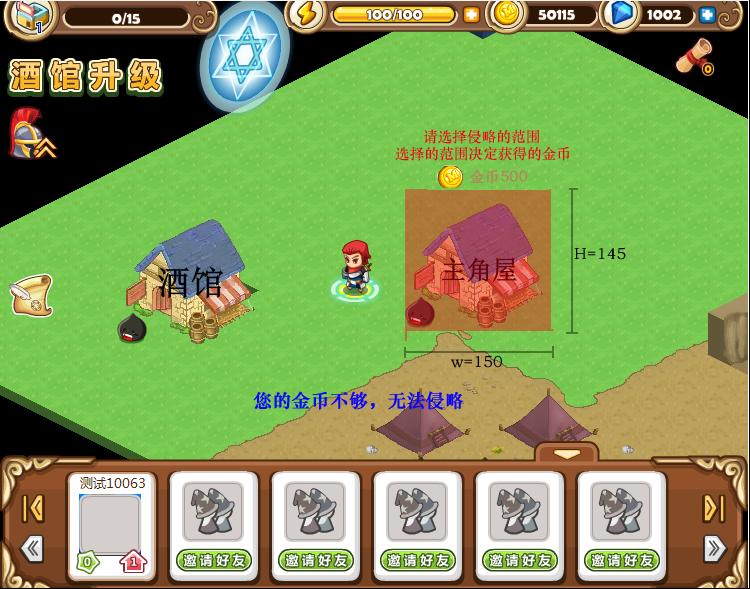 1
0/15
100/100
50115
1002
0
酒馆升级
请选择侵略的范围
选择的范围决定获得的金币
金币500
H=145
酒馆
主角屋
w=150
您的金币不够，无法侵略
测试10063
0
1
邀请好友
邀请好友
邀请好友
邀请好友
邀请好友